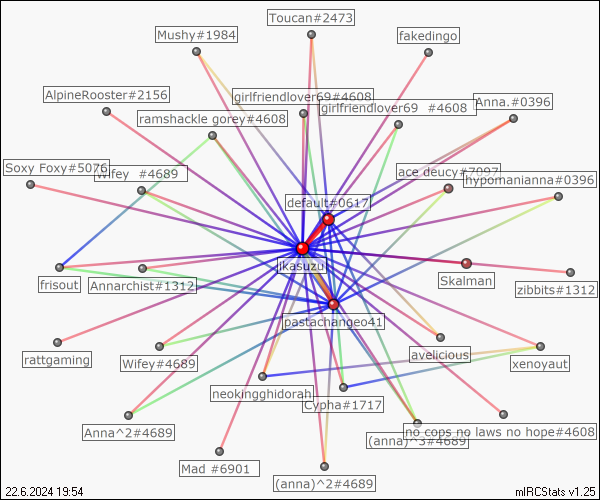 Toucan#2473
Mushy#1984
fakedingo
AlpineRooster#2156
girlfriendlover69#4608
girlfriendlover69 #4608
Anna.#0396
ramshackle gorey#4608
Soxy Foxy#5076
Wifey #4689
ace deucy#7097
hypomanianna#0396
default#0617
jkasuzu
Skalman
frisout
Annarchist#1312
zibbits#1312
pastachangeo41
rattgaming
Wifey#4689
avelicious
xenoyaut
neokingghidorah
Cypha#1717
Anna^2#4689
(anna)^3#4689
no cops no laws no hope#4608
Mad #6901
(anna)^2#4689
22.6.2024 19:54
mIRCStats v1.25